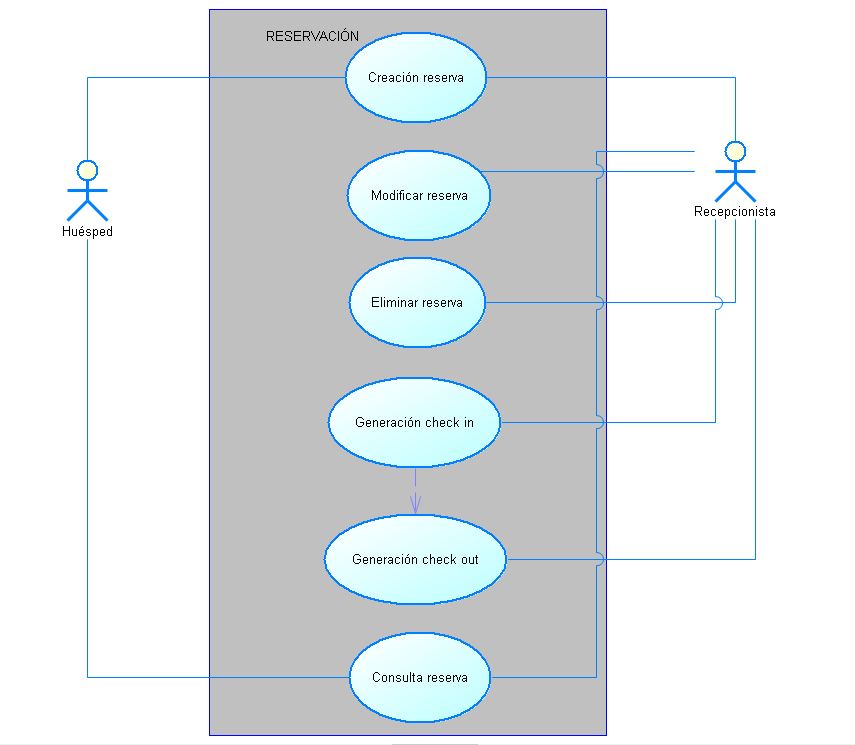 RESERVACIÓN
Creación reserva
Modificar reserva
Huésped
Recepcionista
Eliminar reserva
Generación check in
Generación check out
Consulta reserva